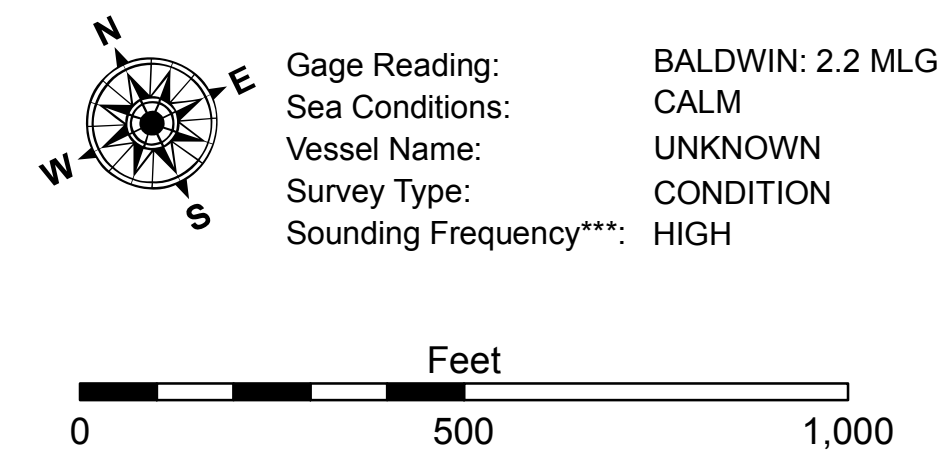 N
E
W
S
Gage Reading: BALDWIN: 2.2 MLG
Sea Conditions: CALM
Vessel Name: UNKNOWN
Survey Type: CONDITION
Sounding Frequency***: HIGH
Feet
0 500 1,000